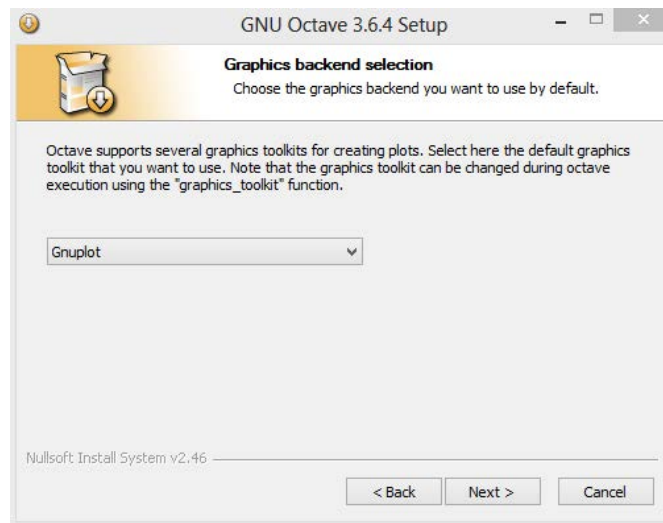 GNU Octave 3.6.4 Setup
Graphics backend selection
Choose the graphics backend you want to use by default.
Octave supports several graphics toolkits for creating plots. Select here the default graphics
toolkit that you want to use. Note that the graphics toolkit can be changed during octave
execution using the "graphics_toolkit" function.
Gnuplot
Nullsoft Install System v2.46
< Back Next > Cancel